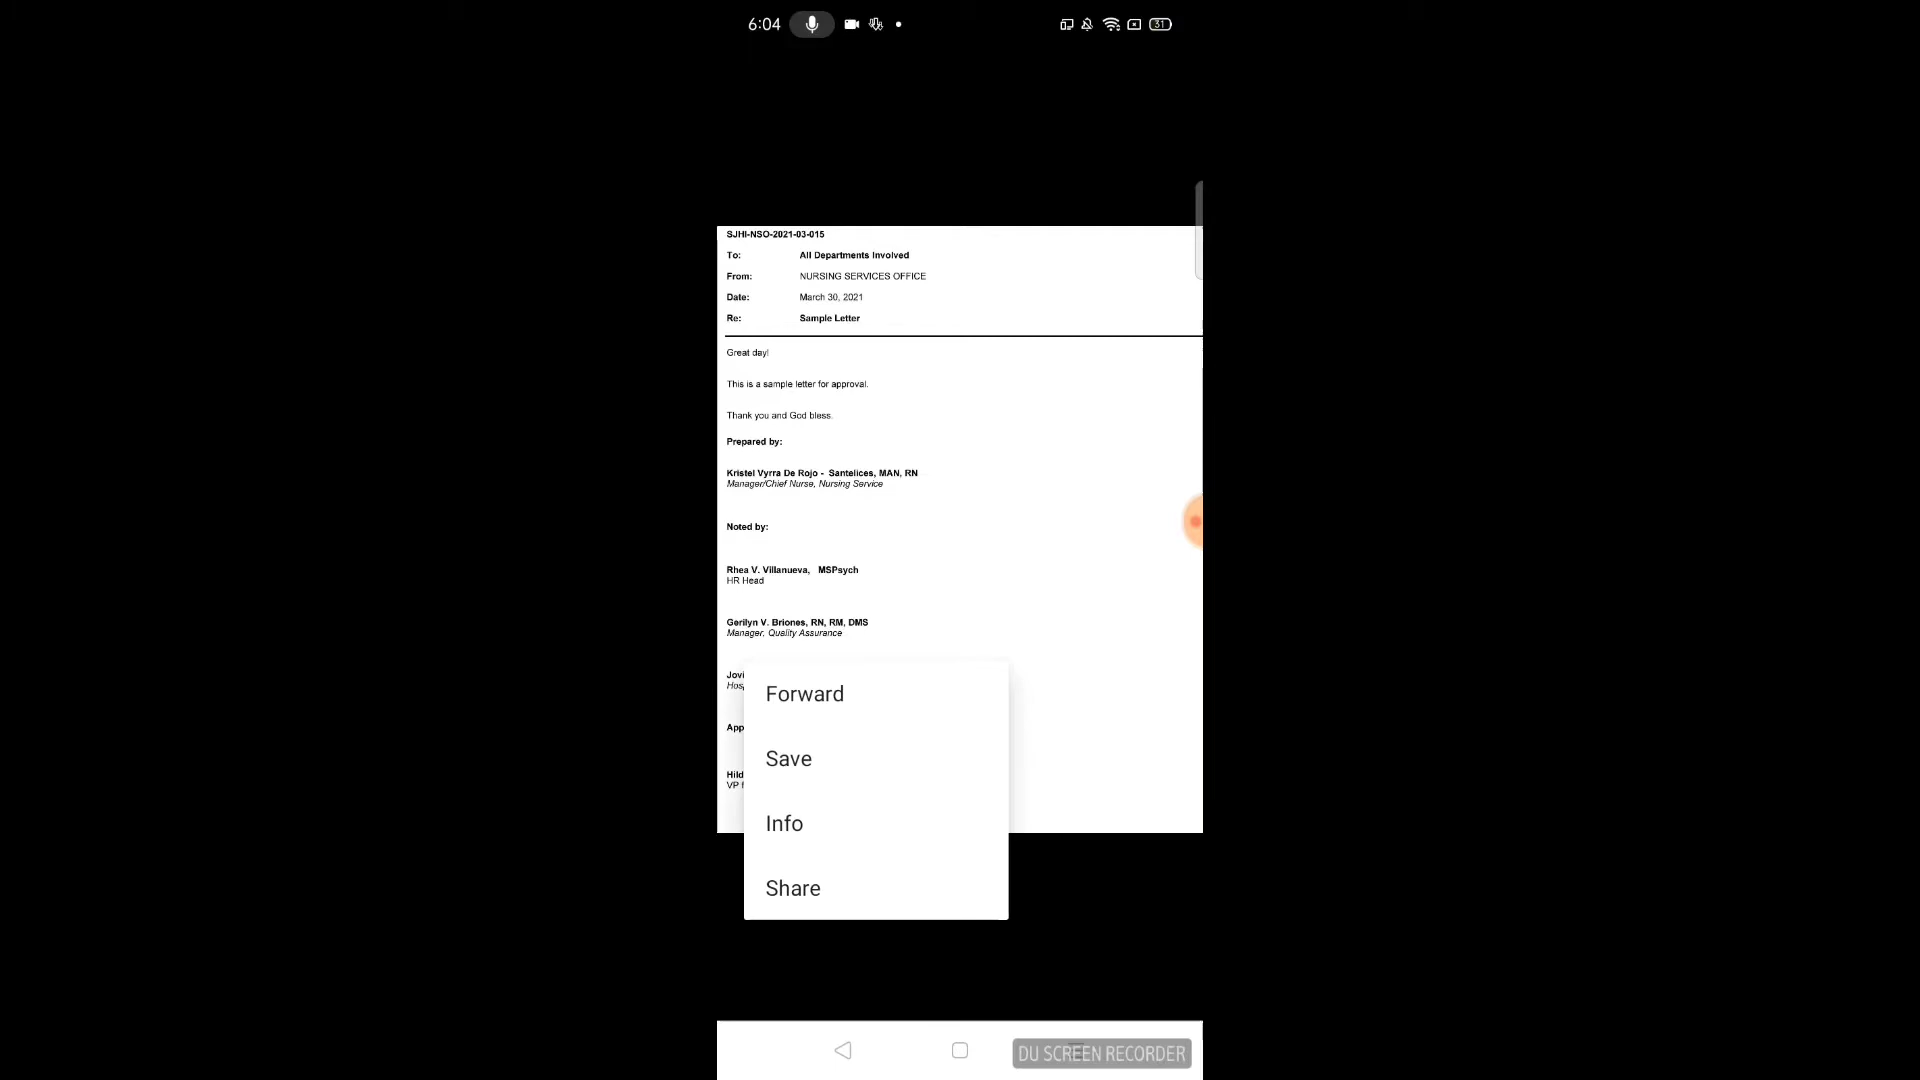 6:04
31
SJHI-NSO-2021-03-015
To: All Departments Involved
From: NURSING SERVICES OFFICE
Date: March 30, 2021
Re: Sample Letter
Great day!
This is a sample letter for approval.
Thank you and God bless.
Prepared by:
Kristel Vyrra De Rojo - Santelices, MAN, RN
Manager/Chief Nurse, Nursing Service
Noted by:
Rhea V. Villanueva, MSPsych
HR Head
Gerilyn V. Briones, RN, RM, DMS
Manager, Quality Assurance
VP
Forward
Save
Info
Share
DU SCREEN RECORDER